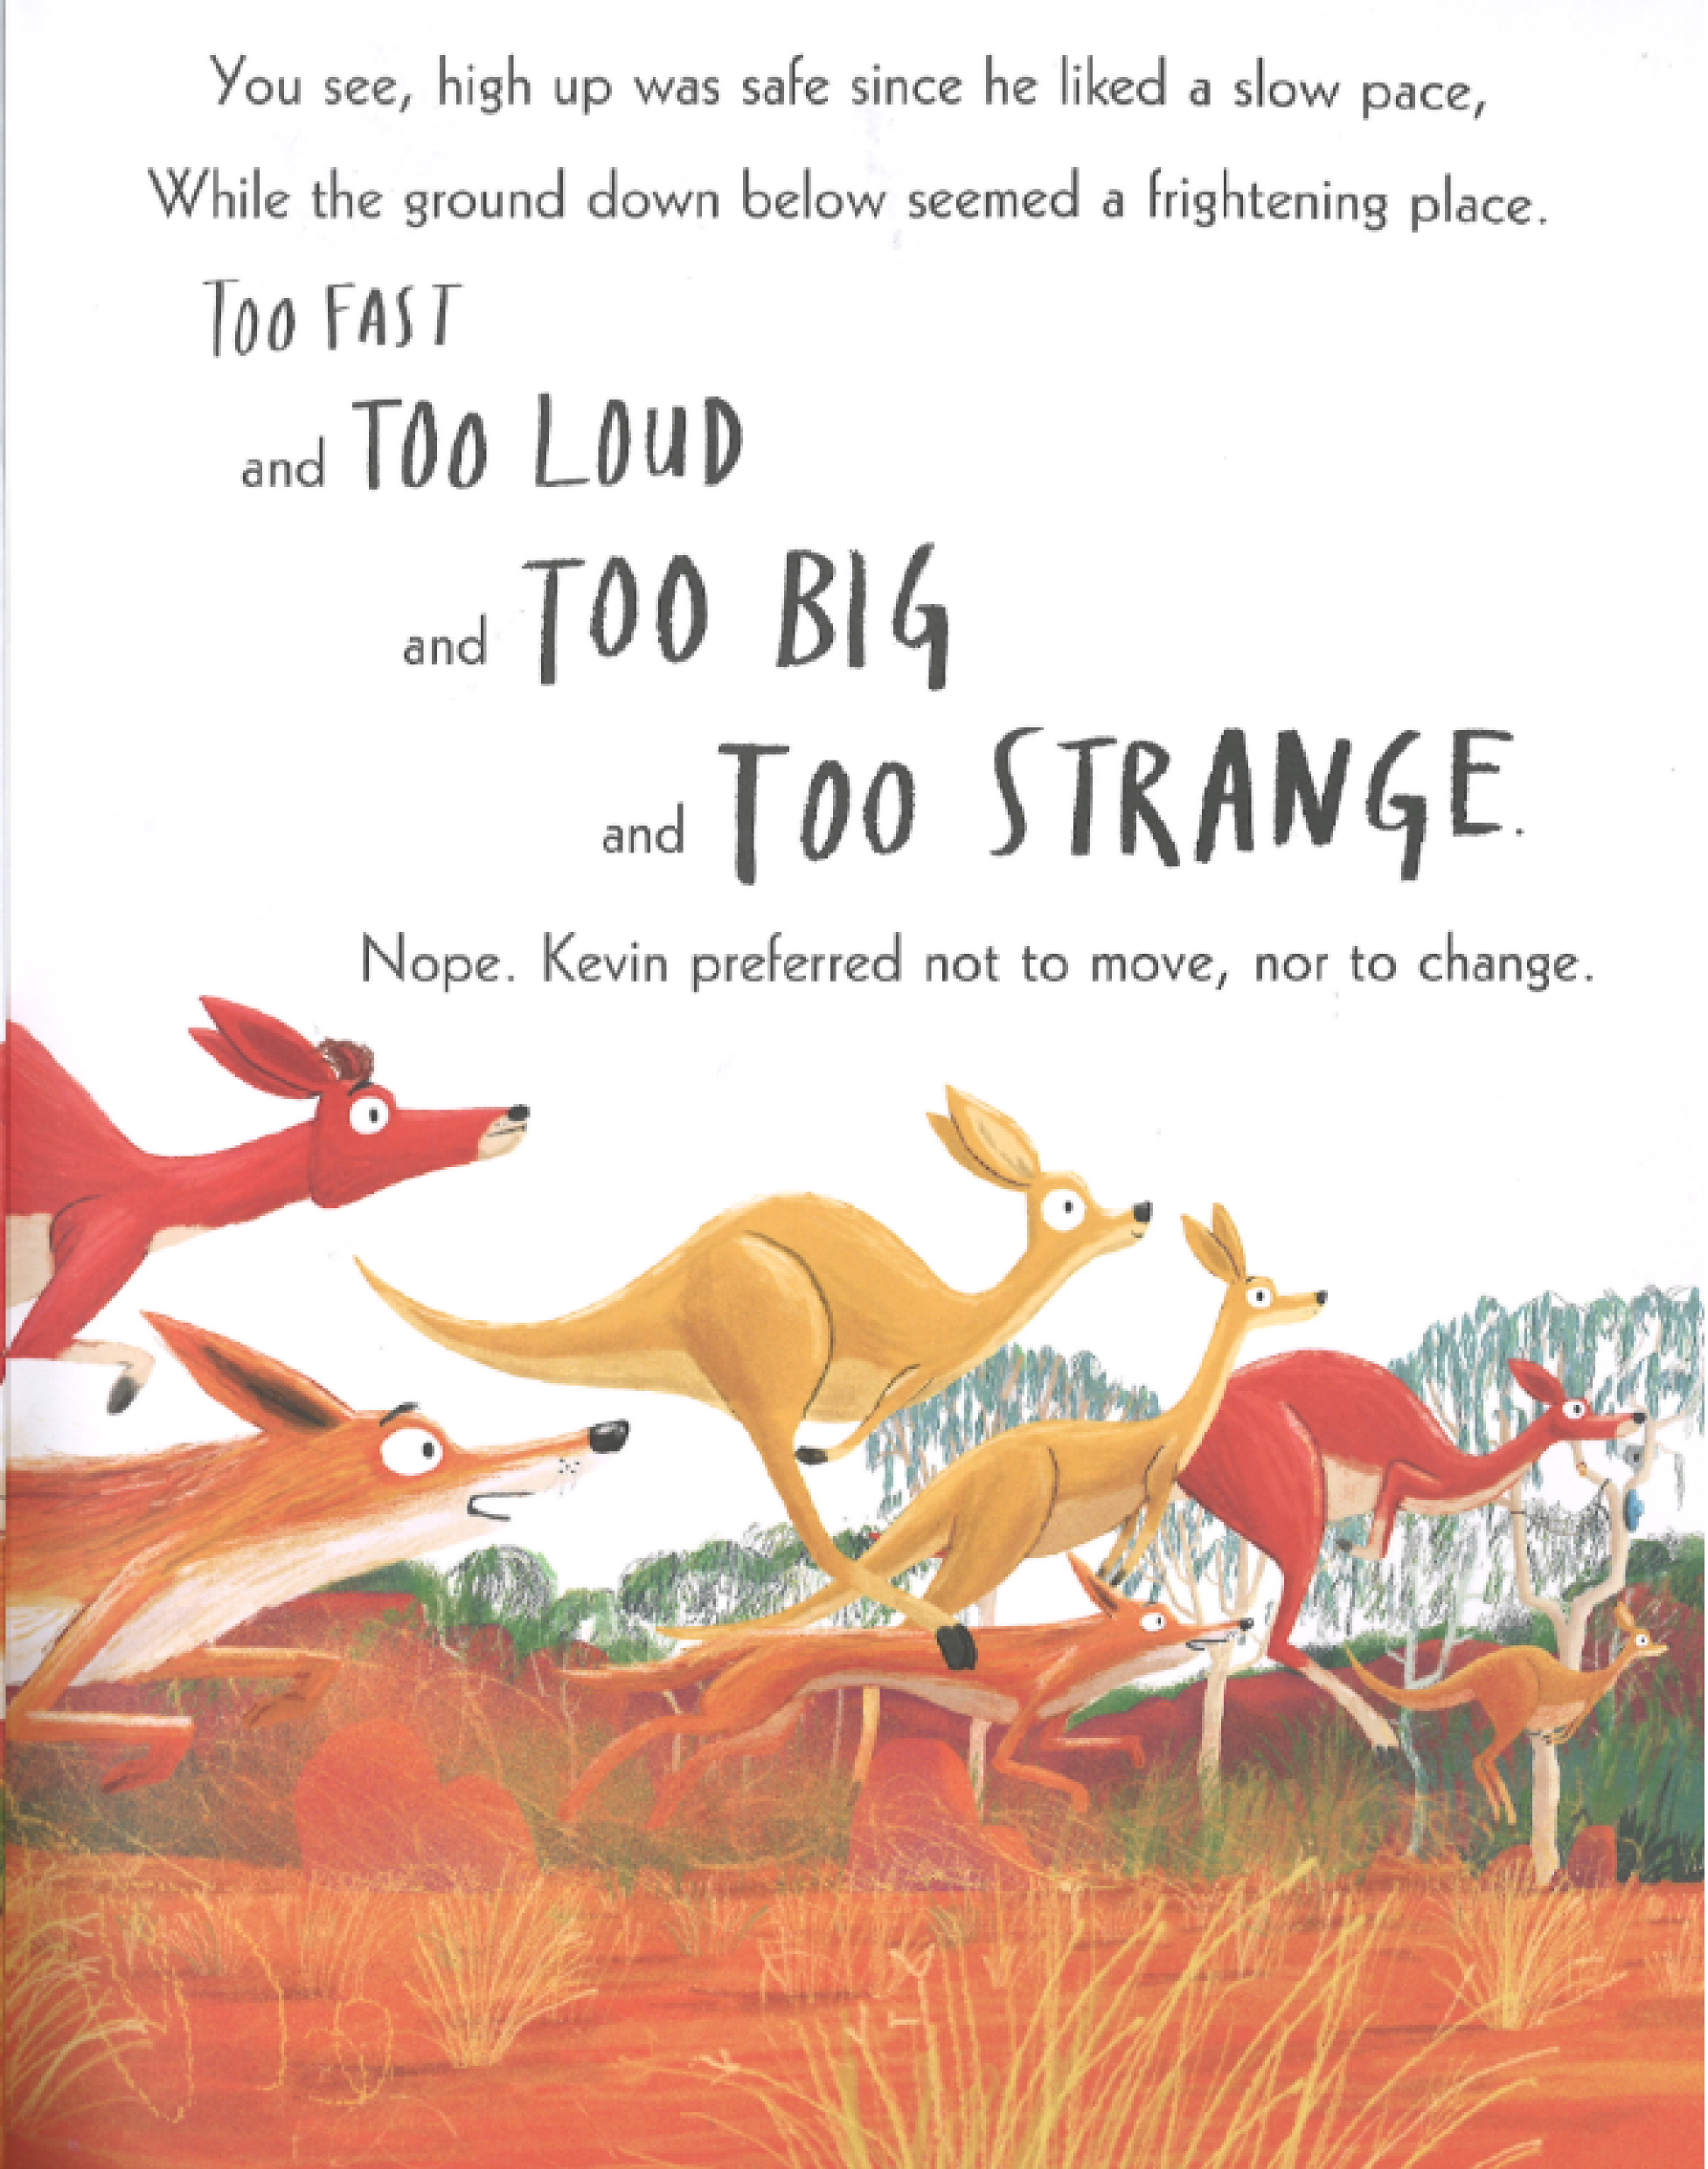 You see, high up was safe since he liked a slow pace,
While the ground down below seemed a frightening place.
TOO FAST
and TOO LOUD
and TOO BIG
and TOO STRANGE.
Nope. Kevin preferred not to move, nor to change.